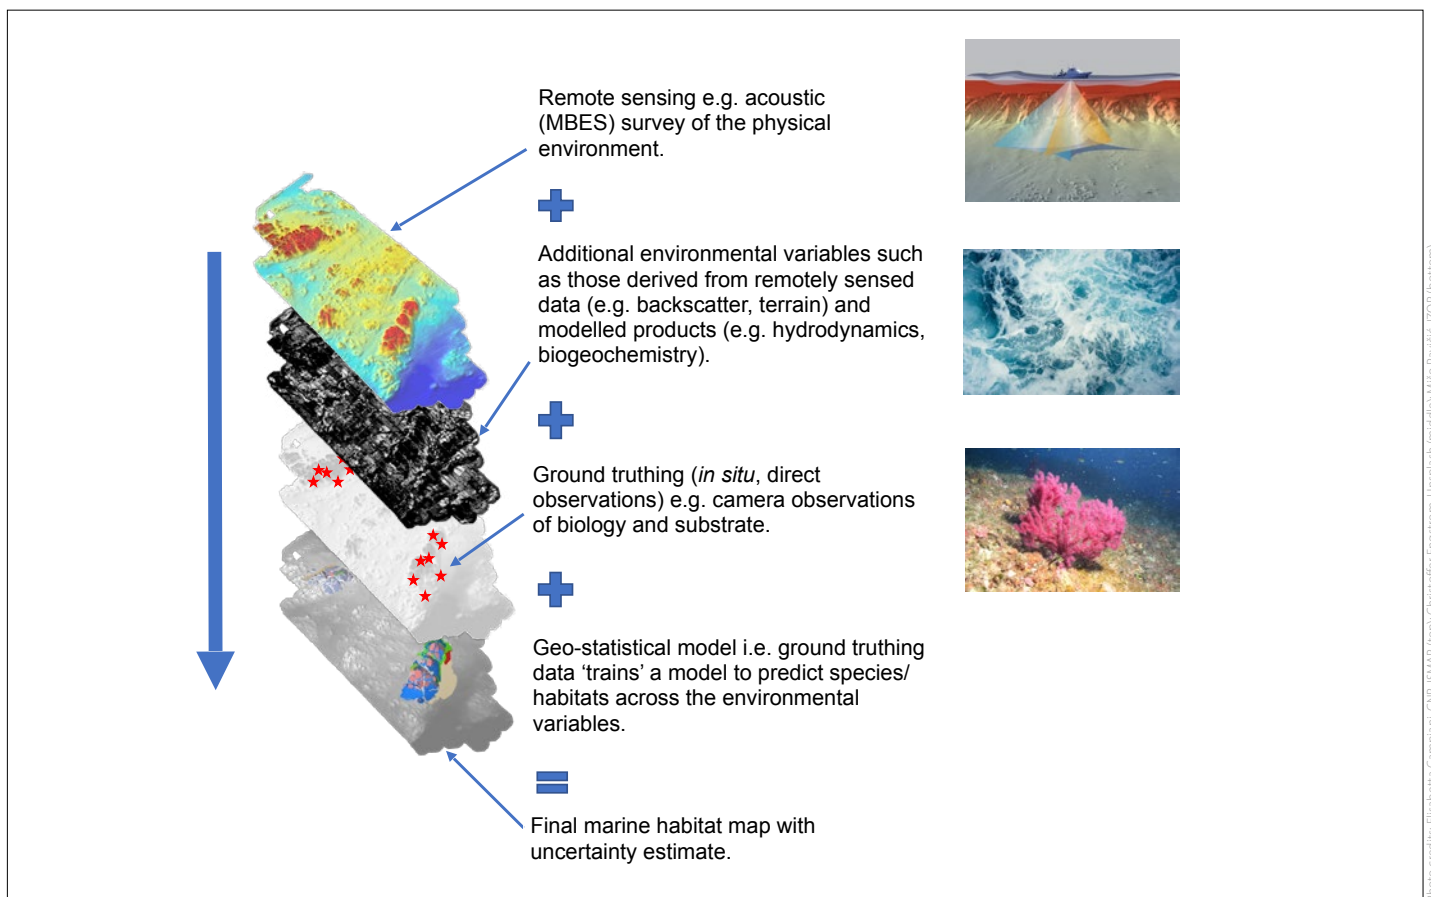 Remote sensing e.g. acoustic
(MBES) survey of the physical
environment.
Additional environmental variables such
as those derived from remotely sensed
data (e.g. backscatter, terrain) and
modelled products (e.g. hydrodynamics,
biogeochemistry).
Ground truthing (in situ, direct
observations) e.g. camera observations
of biology and substrate.
Geo-statistical model i.e. ground truthing
data ‘trains’ a model to predict species/
habitats across the environmental
variables.
Final marine habitat map with
uncertainty estimate.